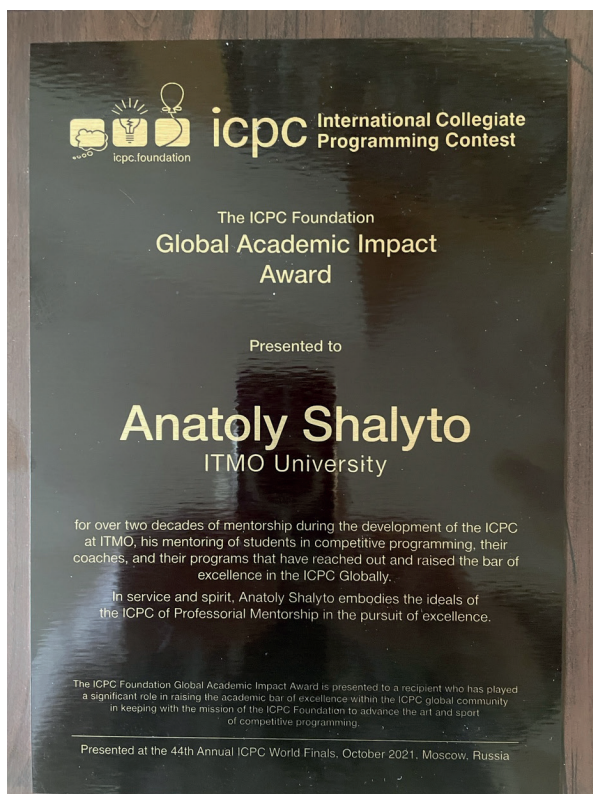 icpc.foundation
icpc
International Collegiate
Programming Contest
The ICPC Foundation
Global Academic Impact
Award
Presented to
Anatoly Shalyto
ITMO University
for over two decades of mentorship during the development of the ICPC
at ITMO, his mentoring of students in competitive programming, their
coaches, and their programs that have reached out and raised the bar of
excellence in the ICPC Globally.
In service and spirit, Anatoly Shalyto embodies the ideals of
the ICPC of Professorial Mentorship in the pursuit of excellence.
The ICPC Foundation Global Academic Impact Award is presented to a recipient who has played
a significant role in raising the academic bar of excellence within the ICPC global community
in keeping with the mission of the ICPC Foundation to advance the art and sport
of competitive programming.
Presented at the 44th Annual ICPC World Finals, October 2021, Moscow, Russia